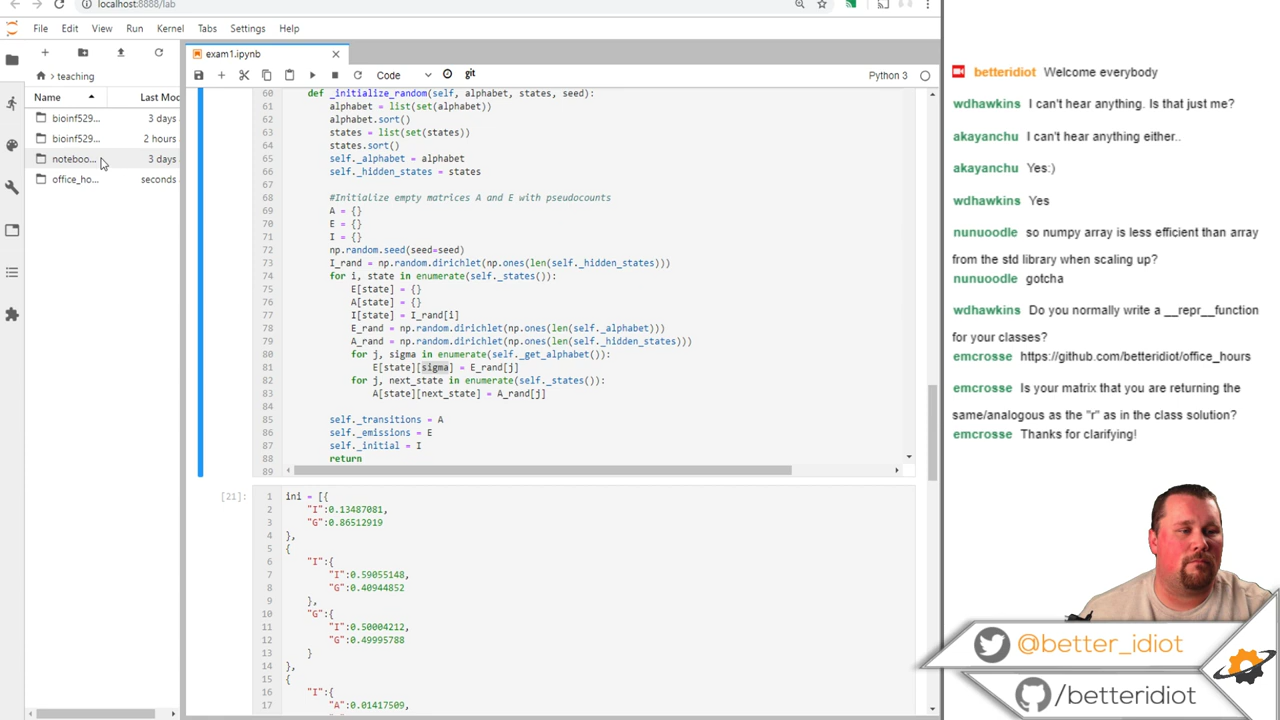 localhost:8888/lab
File Edit View Run Kernel Tabs Settings Help
exam1.ipynb
Code
git
Python 3
teaching
Name
Last Mod
bioinf529... 3 days
bioinf529... 2 hours
noteboo... 3 days
office_ho... seconds
60 def _initialize_random(self, alphabet, states, seed):
61 alphabet = list(set(alphabet))
62 alphabet.sort()
63 states = list(set(states))
64 states.sort()
65 self._alphabet = alphabet
66 self._hidden_states = states
67
68 #Initialize empty matrices A and E with pseudocounts
69 A = {}
70 E = {}
71 I = {}
72 np.random.seed(seed=seed)
73 I_rand = np.random.dirichlet(np.ones(len(self._hidden_states)))
74 for i, state in enumerate(self._states()):
75 E[state] = {}
76 A[state] = {}
77 I[state] = I_rand[i]
78 E_rand = np.random.dirichlet(np.ones(len(self._alphabet)))
79 A_rand = np.random.dirichlet(np.ones(len(self._hidden_states)))
80 for j, sigma in enumerate(self._get_alphabet()):
81 E[state][sigma] = E_rand[j]
82 for j, next_state in enumerate(self._states()):
83 A[state][next_state] = A_rand[j]
84
85 self._transitions = A
86 self._emissions = E
87 self._initial = I
88 return
89
[21]:
1 ini = [{
2 "I":0.13487081,
3 "G":0.86512919
4 },
5 {
6 "I":{
7 "I":0.59055148,
8 "G":0.40944852
9 },
10 "G":{
11 "I":0.50004212,
12 "G":0.49995788
13 }
14 },
15 {
16 "I":{
17 "A":0.01417509,
betteridiot Welcome everybody
wdhawkins I can't hear anything. Is that just me?
akayanchu I can't hear anything either..
akayanchu Yes:)
wdhawkins Yes
nunuoodle so numpy array is less efficient than array
from the std library when scaling up?
nunuoodle gotcha
wdhawkins Do you normally write a __repr__function
for your classes?
emcrosse https://github.com/betteridiot/office_hours
emcrosse Is your matrix that you are returning the
same/analogous as the "r" as in the class solution?
emcrosse Thanks for clarifying!
@better_idiot
/betteridiot